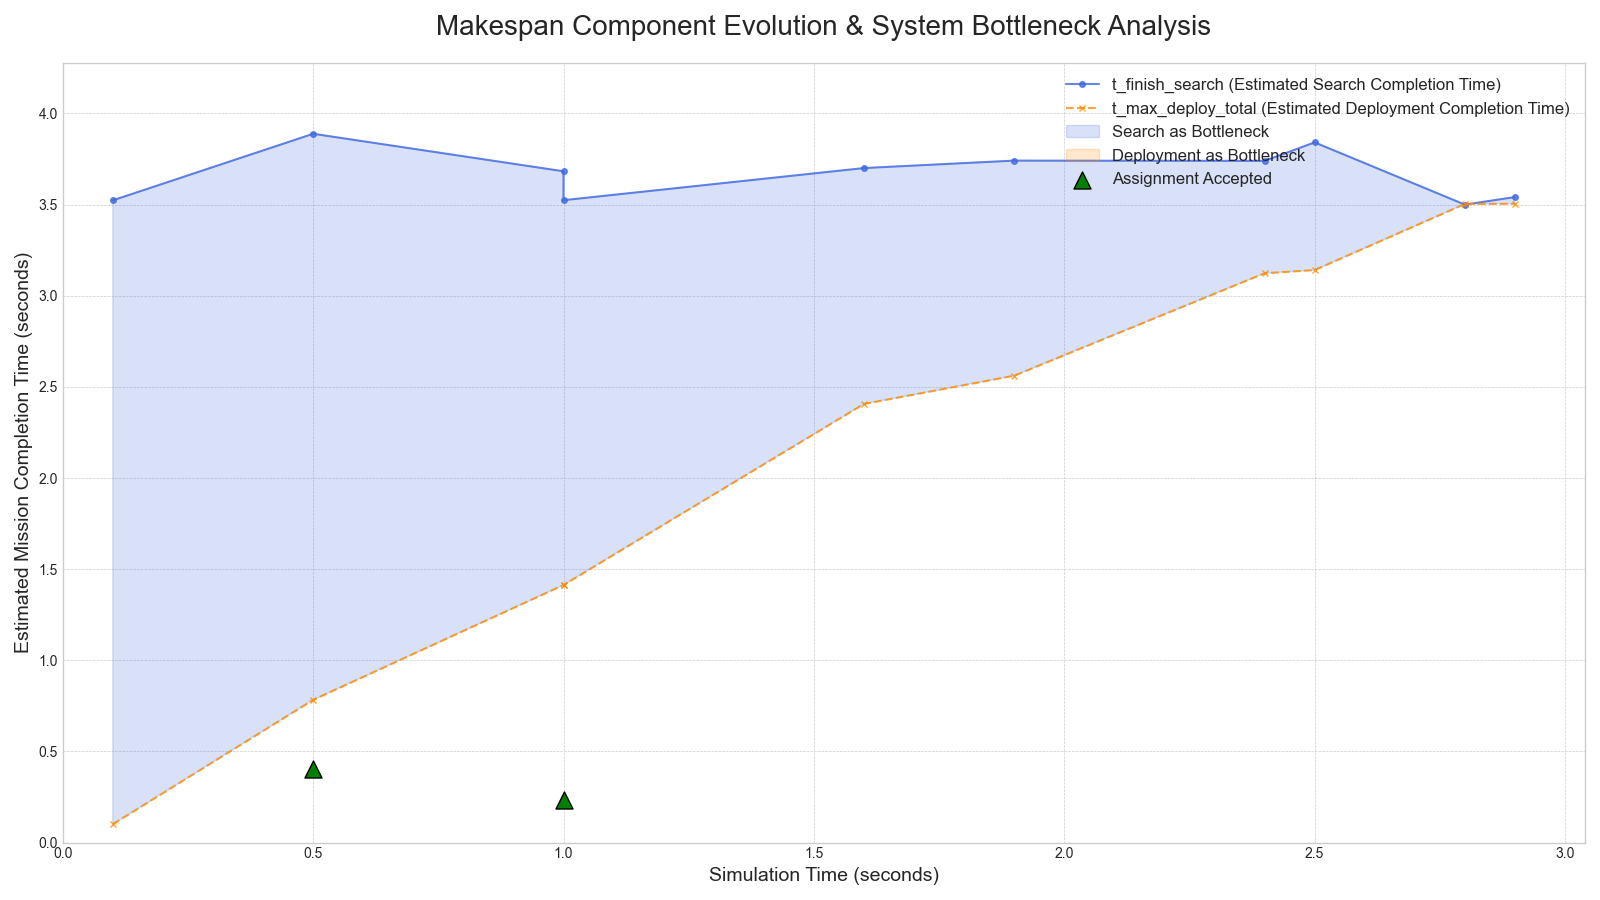 Makespan Component Evolution & System Bottleneck Analysis
t_finish_search (Estimated Search Completion Time)
t_max_deploy_total (Estimated Deployment Completion Time)
Search as Bottleneck
Deployment as Bottleneck
Assignment Accepted
Estimated Mission Completion Time (seconds)
4.0
3.5
3.0
2.5
2.0
1.5
1.0
0.5
0.0
0.0 0.5 1.0 1.5 2.0 2.5 3.0
Simulation Time (seconds)